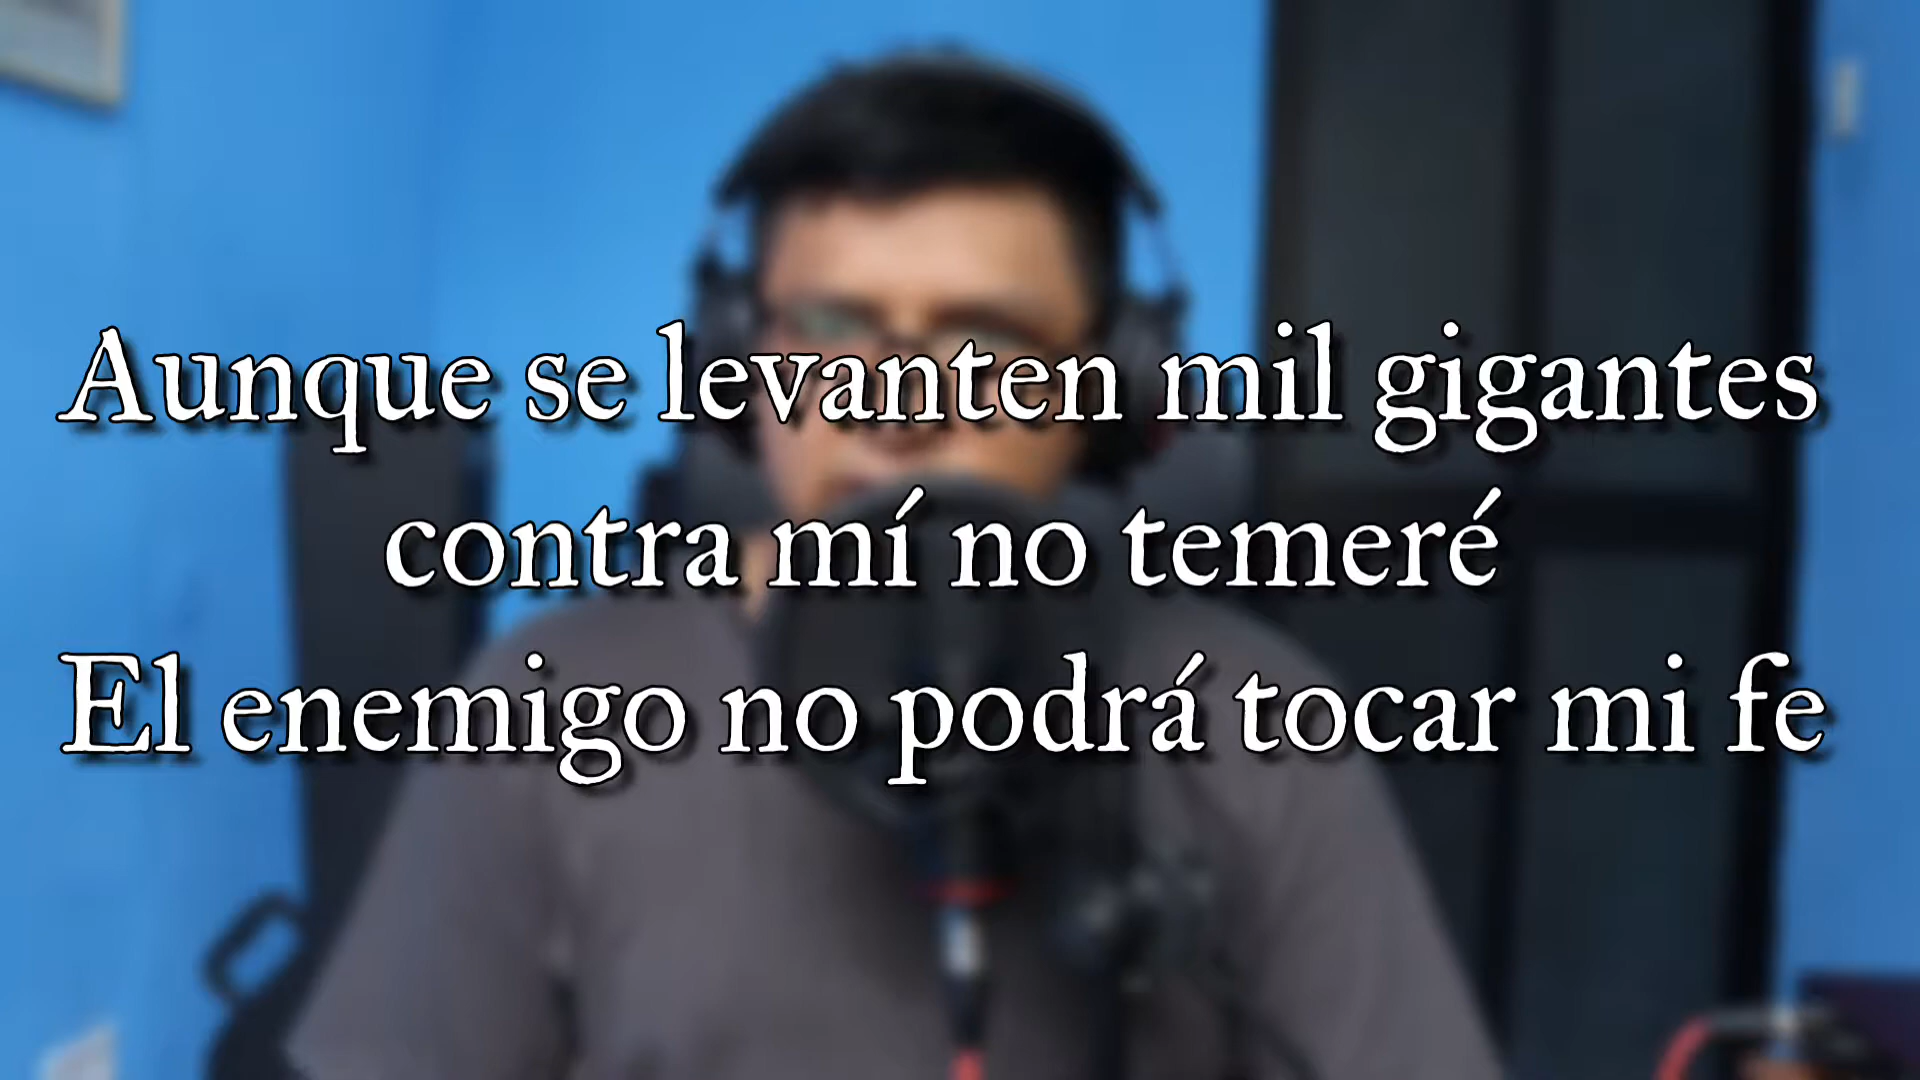 Aunque se levanten mil gigantes
contra mí no temeré
El enemigo no podrá tocar mi fe